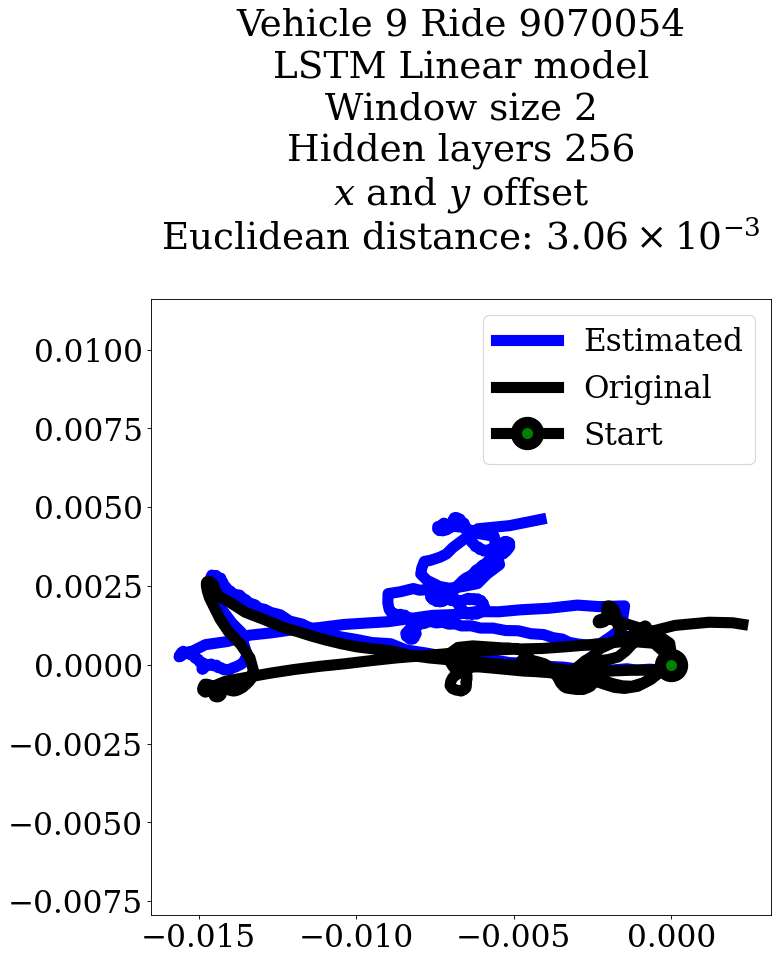 Vehicle 9 Ride 9070054
LSTM Linear model
Window size 2
Hidden layers 256
x and y offset
Euclidean distance: 3.06 × 10⁻³
Estimated
Original
Start
0.0100
0.0075
0.0050
0.0025
0.0000
−0.0025
−0.0050
−0.0075
−0.015 −0.010 −0.005 0.000